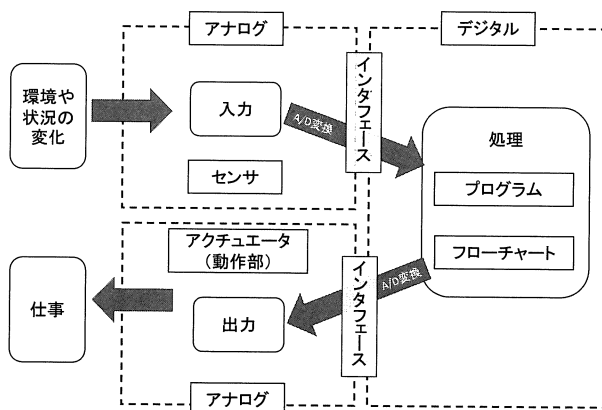 アナログ
デジタル
環境や
状況の
変化
入力
A/D変換
インタフェース
処理
センサ
プログラム
フローチャート
アクチュエータ
(動作部)
インタフェース
A/D変換
仕事
出力
アナログ